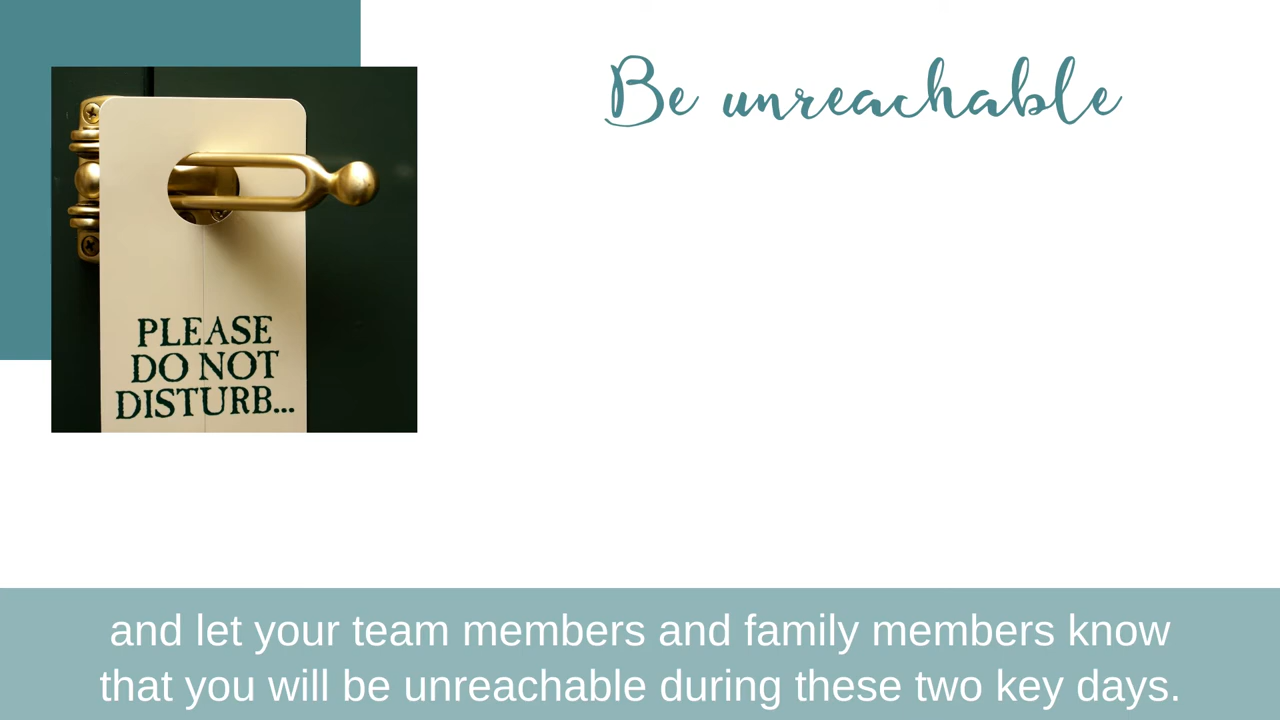 Be unreachable
PLEASE
DO NOT
DISTURB...
and let your team members and family members know
that you will be unreachable during these two key days.